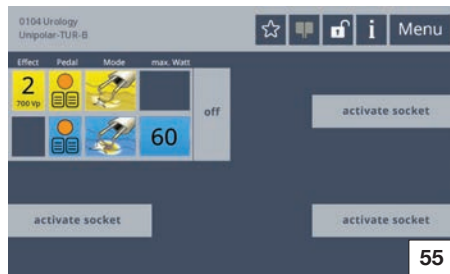 0104 Urology
Unipolar-TUR-B
i Menu
Effect Pedal Mode max. Watt
2
700 Vp
off
60
activate socket
activate socket
activate socket
55